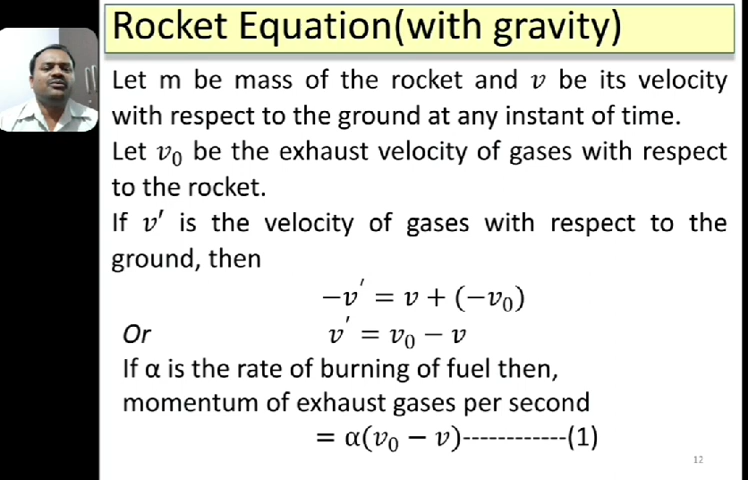 Rocket Equation(with gravity)
Let m be mass of the rocket and v be its velocity
with respect to the ground at any instant of time.
Let v₀ be the exhaust velocity of gases with respect
to the rocket.
If v′ is the velocity of gases with respect to the
ground, then
−v′ = v + (−v₀)
Or v′ = v₀ − v
If α is the rate of burning of fuel then,
momentum of exhaust gases per second
= α(v₀ − v)------------(1)
12